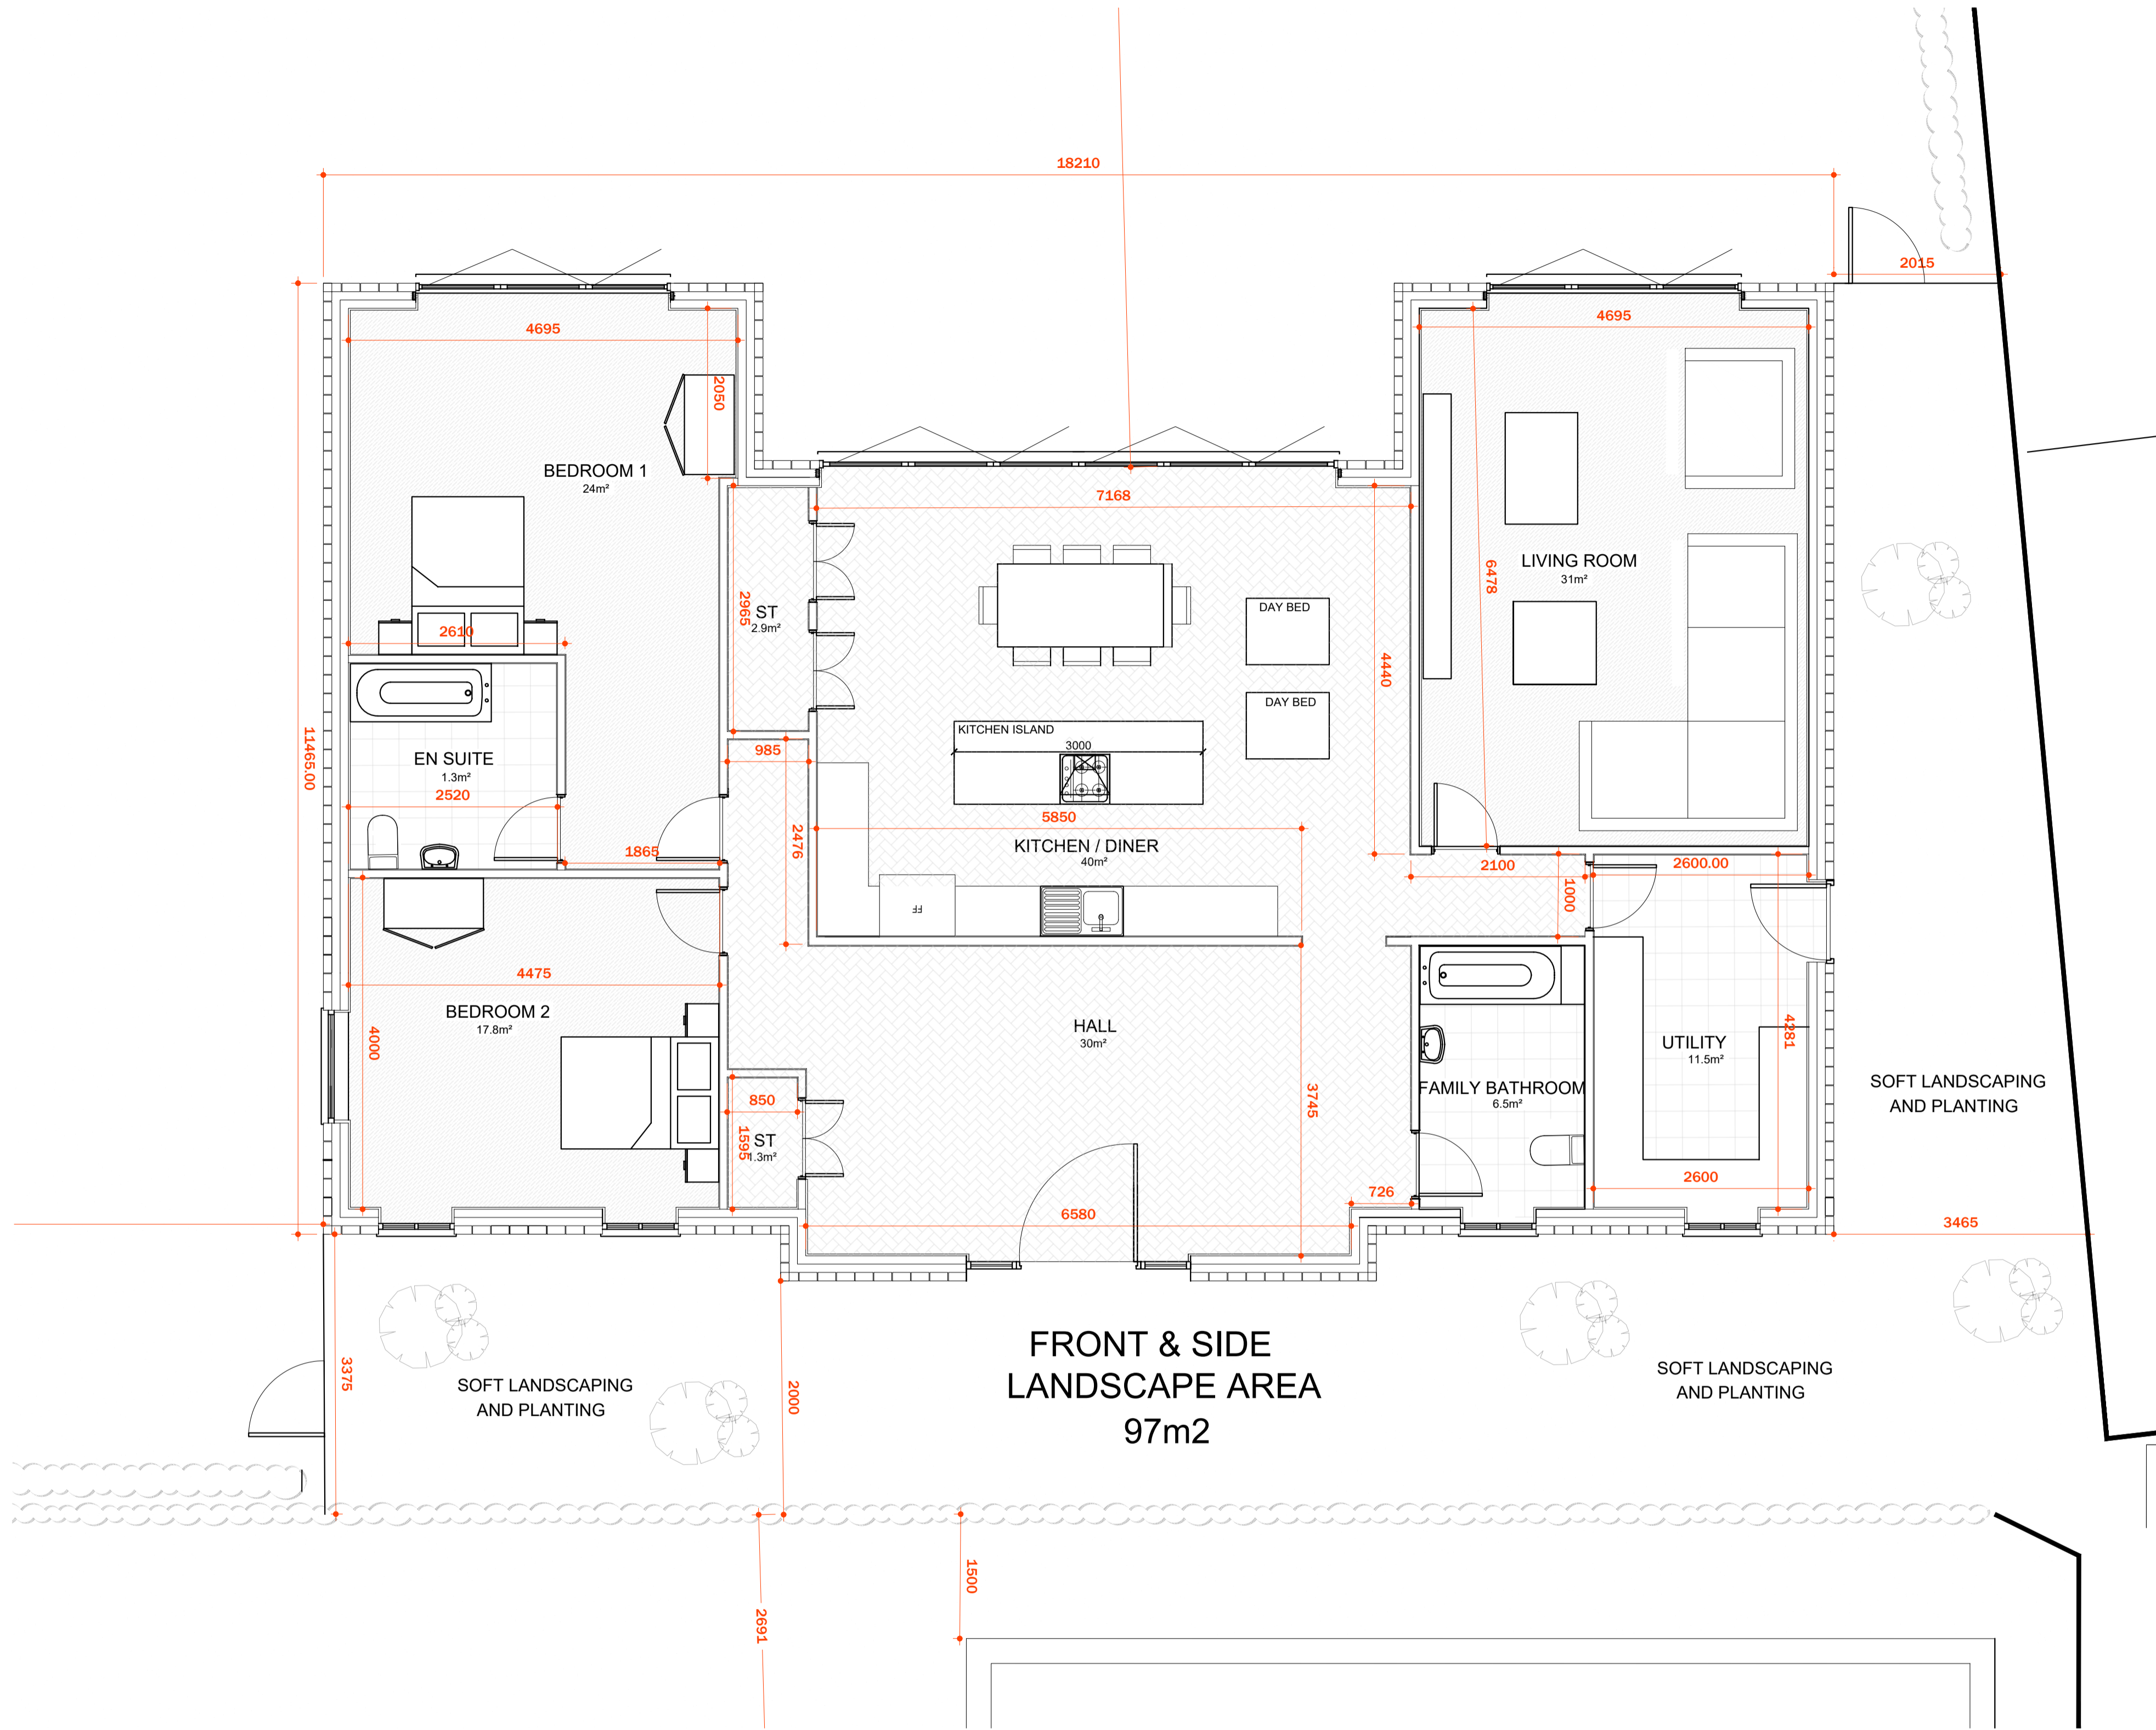 18210
2015
4695
4695
2050
BEDROOM 1
24m²
7168
LIVING ROOM
31m²
6478
2965
ST
2.9m²
DAY BED
2610
4440
DAY BED
KITCHEN ISLAND
3000
11465.00
985
EN SUITE
1.3m²
2520
5850
2476
KITCHEN / DINER
40m²
1865
2100
2600.00
1000
FF
4475
BEDROOM 2
17.8m²
4000
HALL
30m²
4281
UTILITY
11.5m²
SOFT LANDSCAPING
AND PLANTING
FAMILY BATHROOM
6.5m²
3745
850
1595
ST
1.3m²
2600
726
6580
3465
FRONT & SIDE
LANDSCAPE AREA
97m2
3375
SOFT LANDSCAPING
AND PLANTING
2000
SOFT LANDSCAPING
AND PLANTING
1500
2691